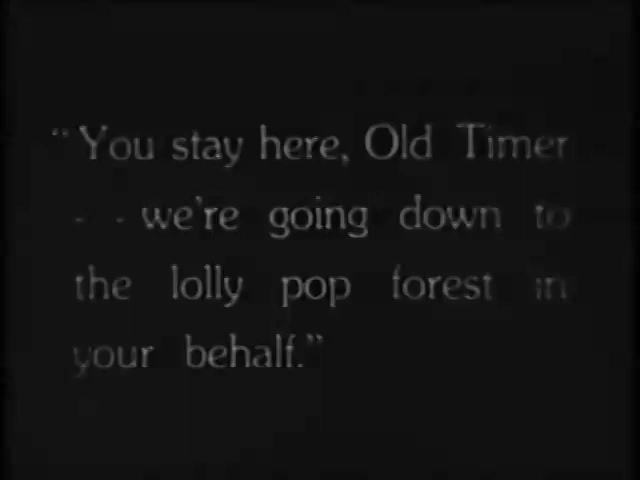 "You stay here, Old Timer
- - we're going down to
the lolly pop forest in
your behalf."